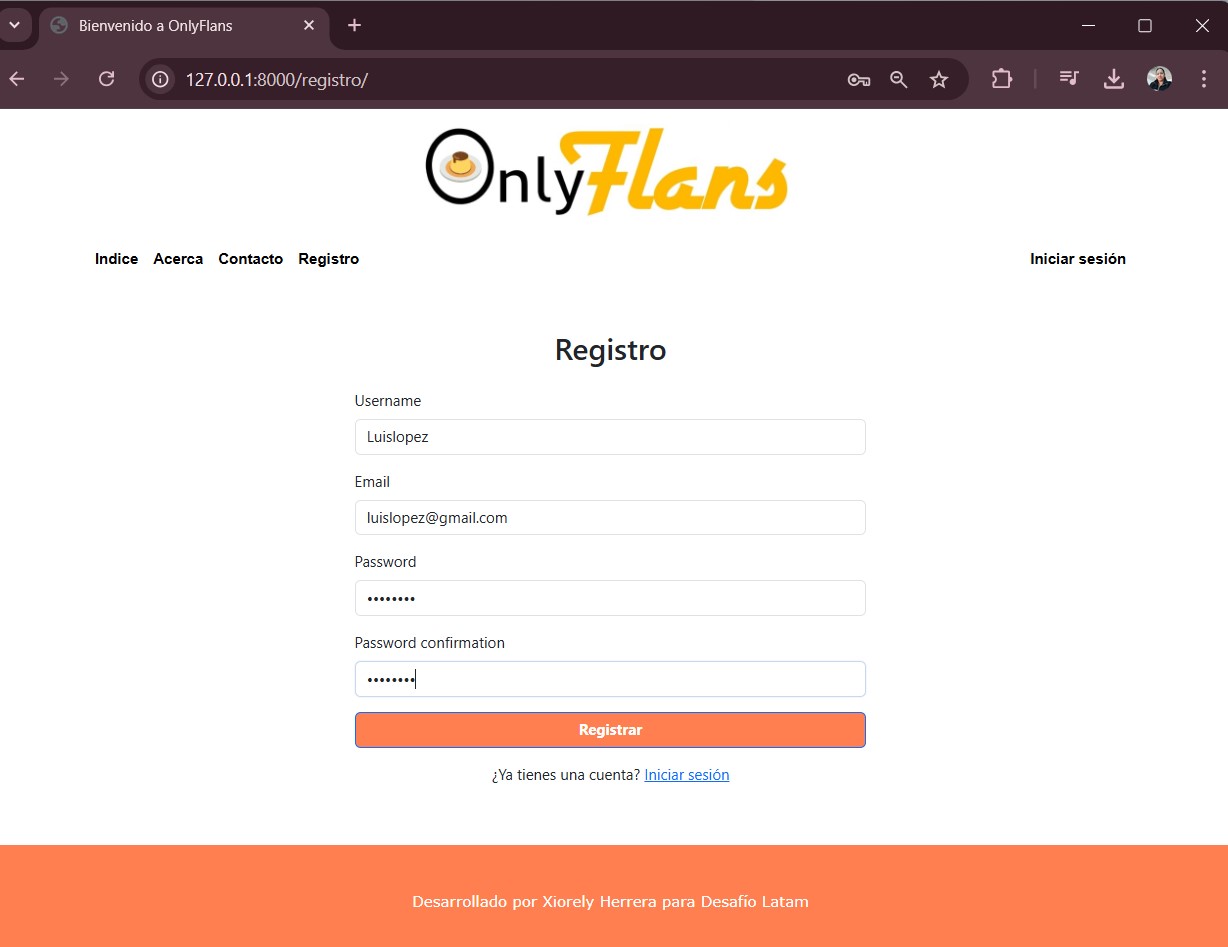 Bienvenido a OnlyFlans
127.0.0.1:8000/registro/
OnlyFlans
Indice Acerca Contacto Registro Iniciar sesión
Registro
Username
Luislopez
Email
luislopez@gmail.com
Password
••••••••
Password confirmation
••••••••
Registrar
¿Ya tienes una cuenta? Iniciar sesión
Desarrollado por Xiorely Herrera para Desafío Latam